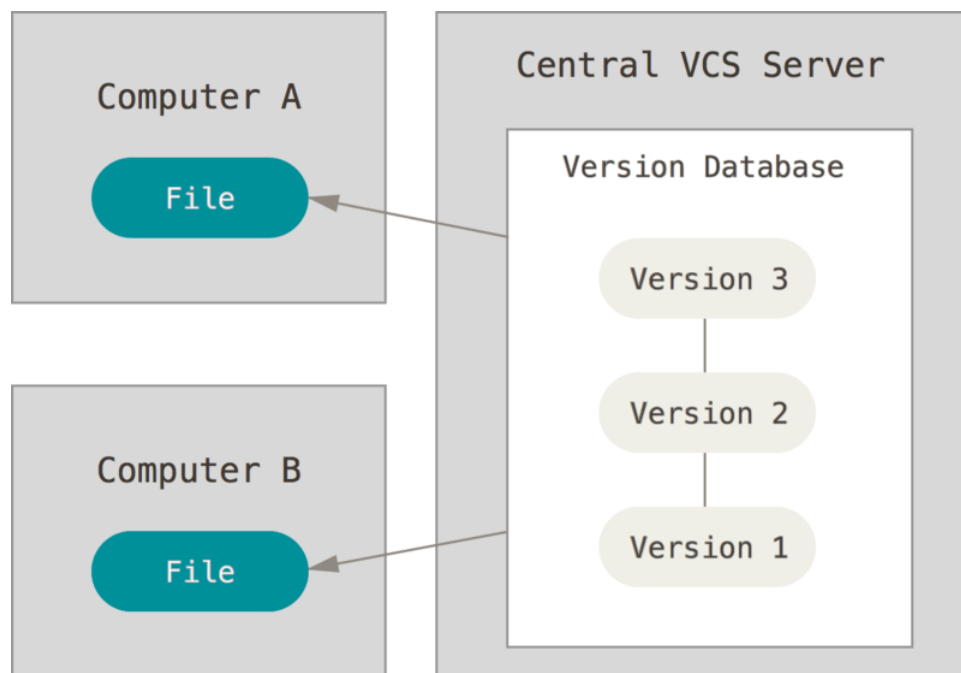 Computer A
File
Computer B
File
Central VCS Server
Version Database
Version 3
Version 2
Version 1